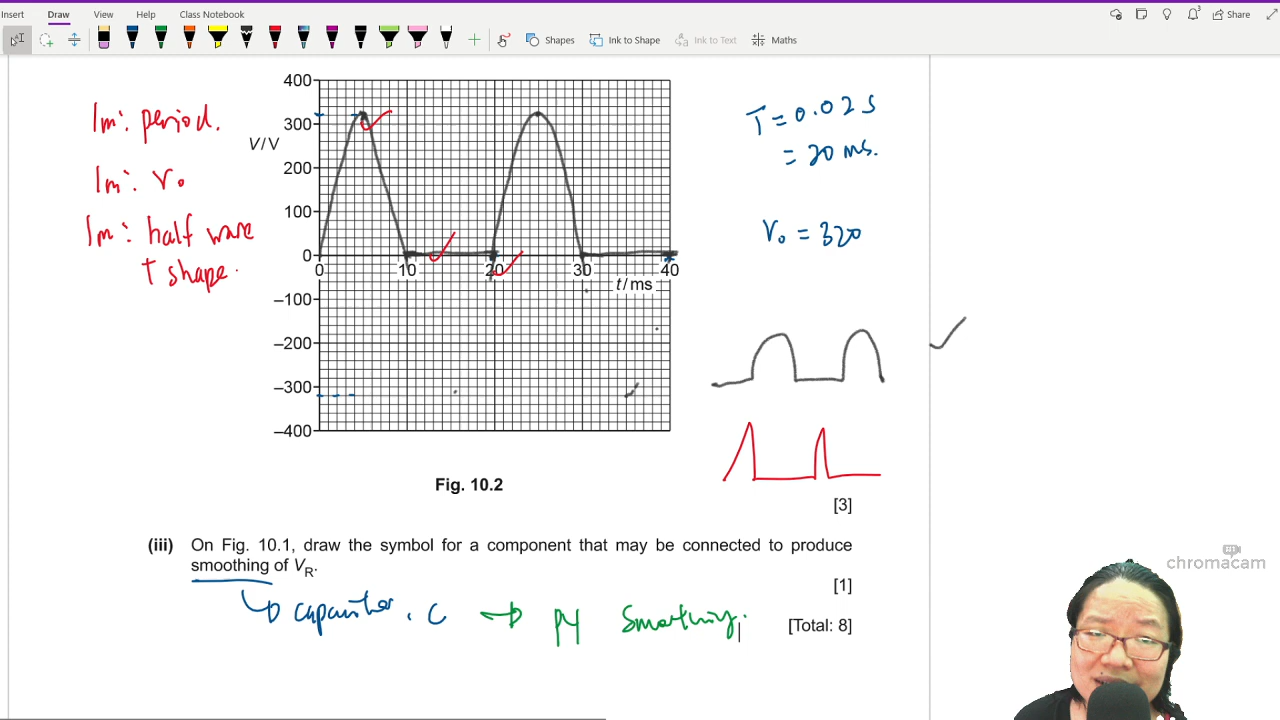 Insert Draw View Help Class Notebook
Share
Shapes Ink to Shape Ink to Text Maths
1m: period.
1m: V₀
1m: half wave
+ shape.
400
300
V/V
200
100
0
–100
–200
–300
–400
0 10 20 30 40
t/ms
T = 0.02 s
= 20 ms.
V₀ = 320
Fig. 10.2
[3]
(iii) On Fig. 10.1, draw the symbol for a component that may be connected to produce
smoothing of VR.
[1]
capacitor, C P4 smoothing.
[Total: 8]
chromacam